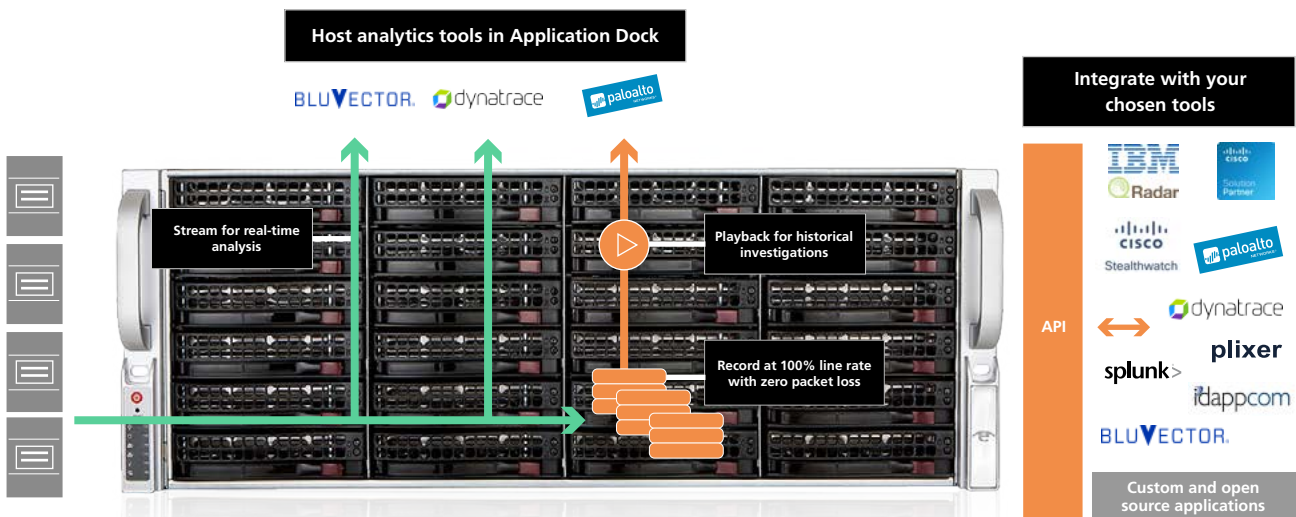 Host analytics tools in Application Dock
BLUVECTOR.
dynatrace
paloalto
NETWORKS
Stream for real-time
analysis
Playback for historical
investigations
Record at 100% line rate
with zero packet loss
Integrate with your
chosen tools
API
IBM
QRadar
CISCO
Solution
Partner
CISCO
Stealthwatch
paloalto
NETWORKS
dynatrace
plixer
splunk>
idappcom
BLUVECTOR.
Custom and open
source applications